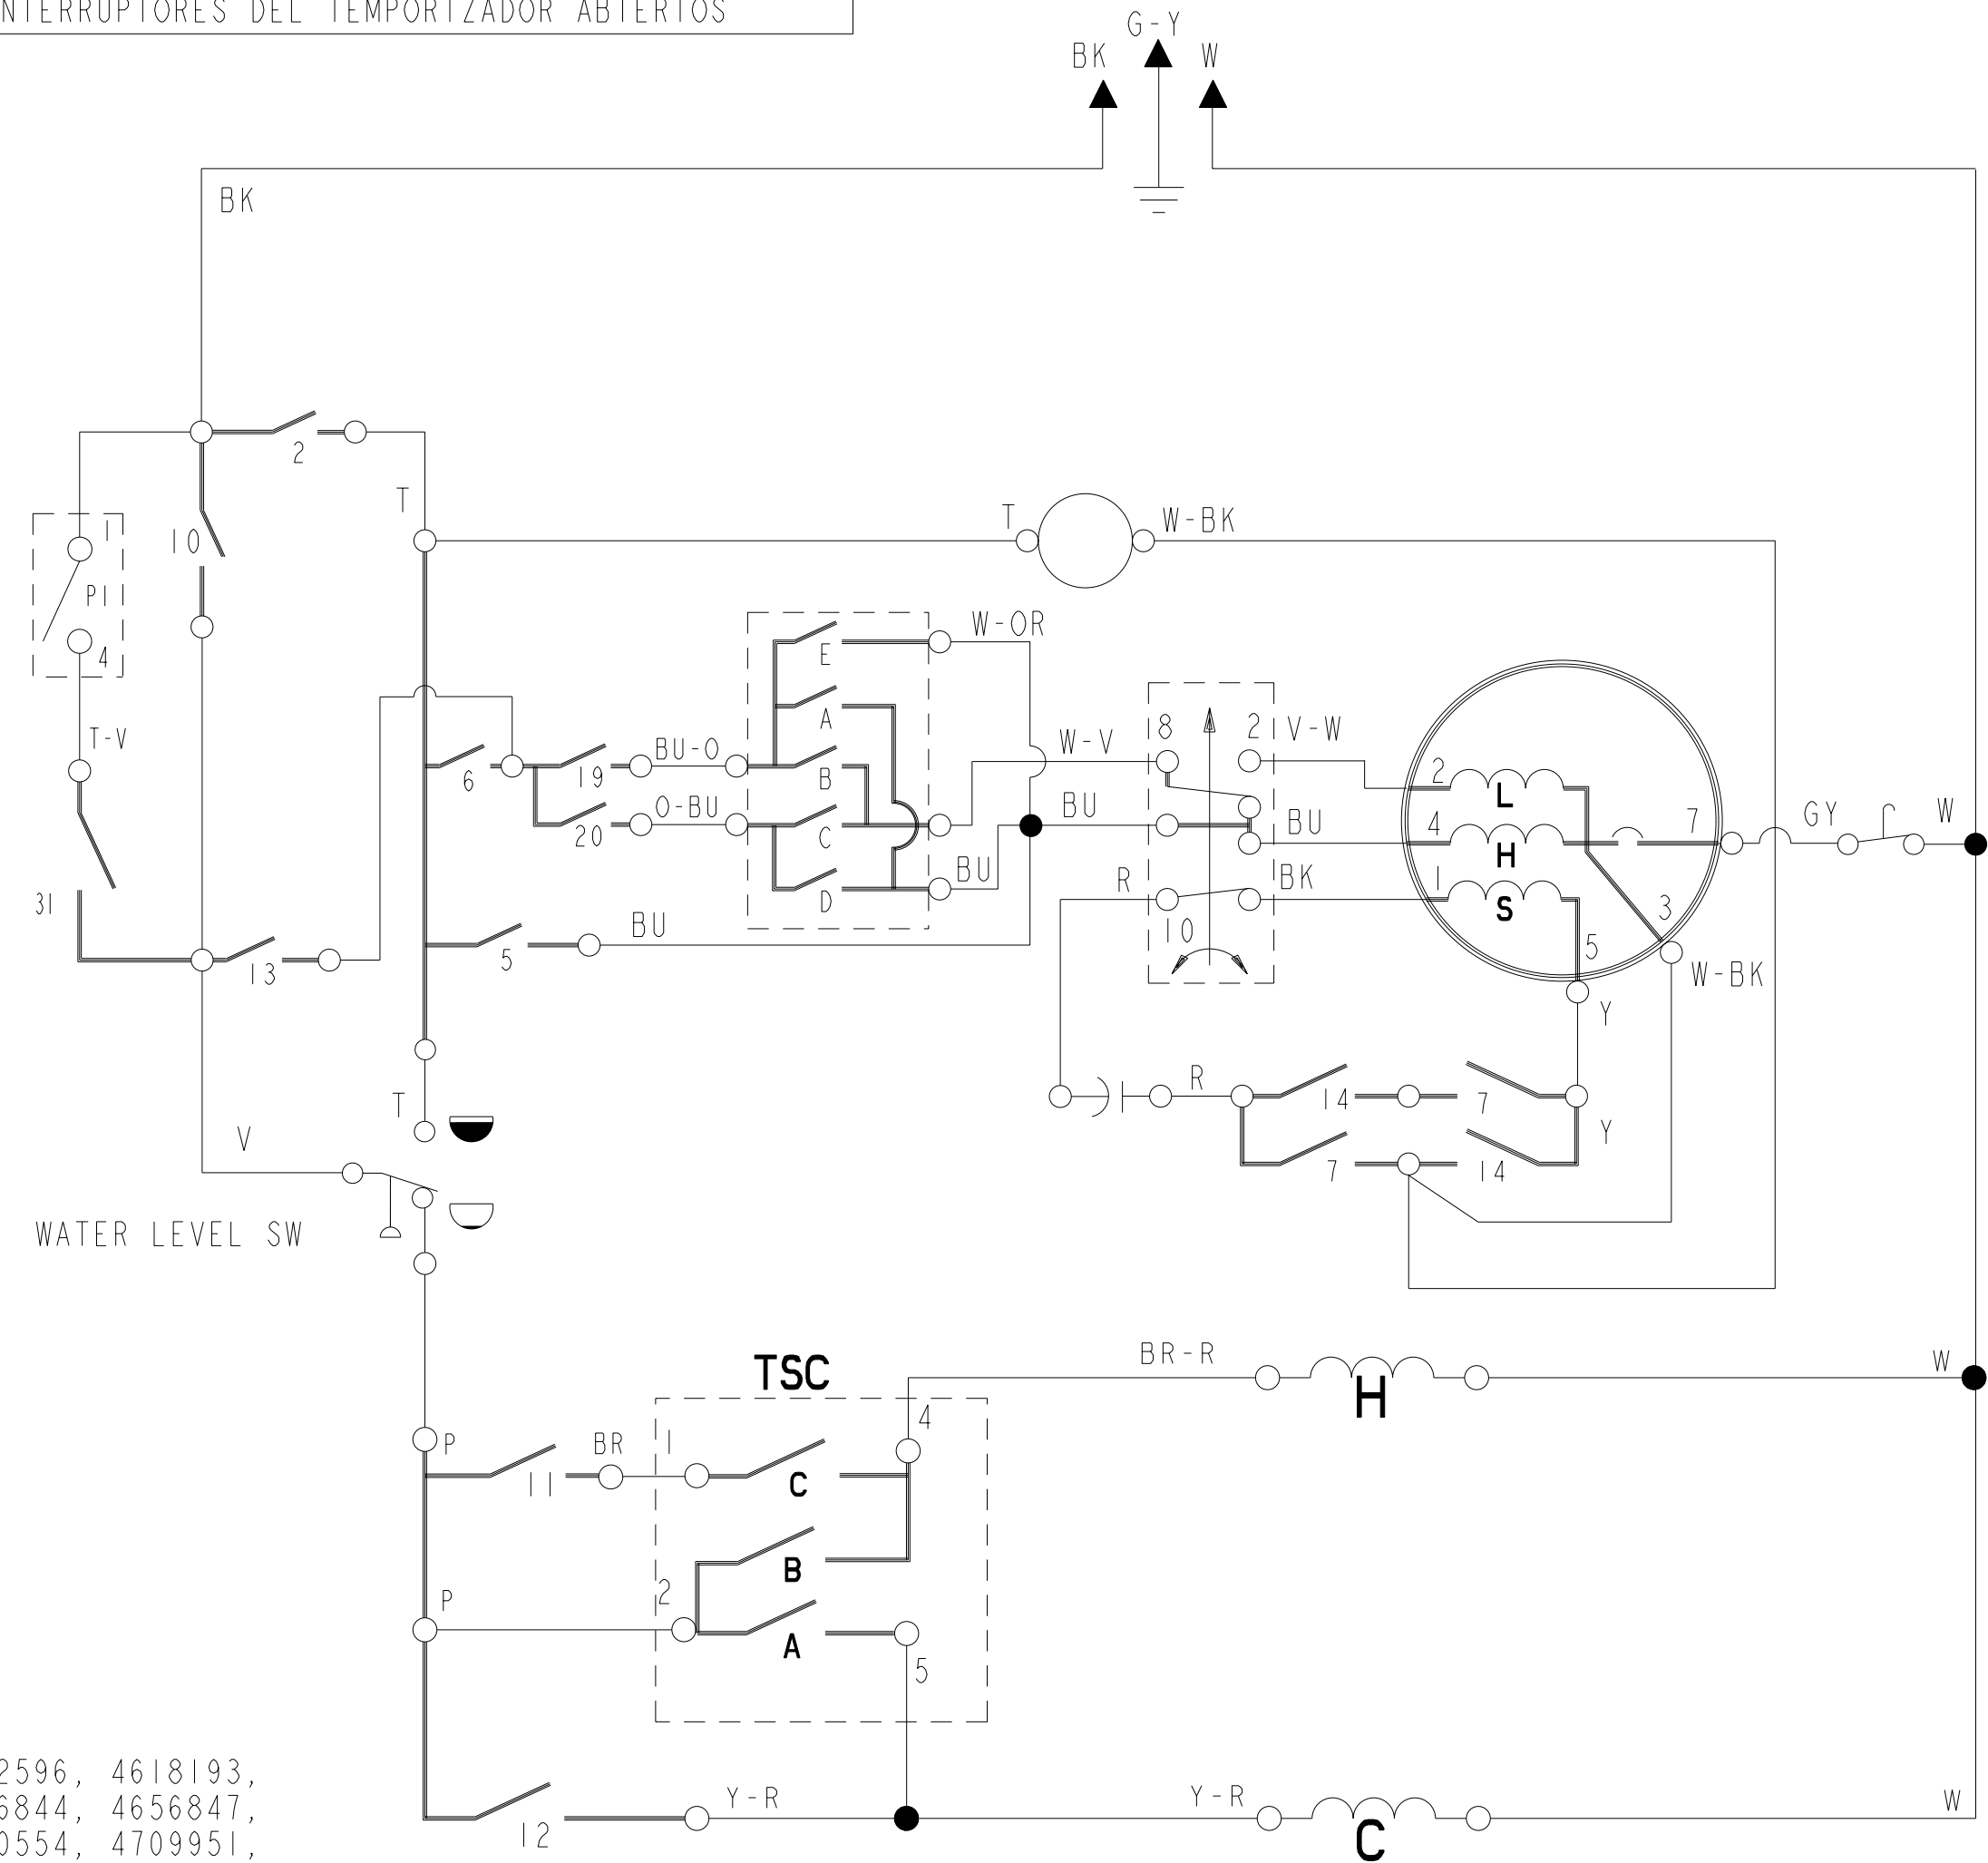 NTERRUPTORES DEL TEMPORIZADOR ABIERTOS
G-Y
BK
W
BK
2
T
10
1
P1
4
T
W-BK
W-OR
E
A
B
C
D
T-V
6
19
BU-O
20
O-BU
W-V
8
2
V-W
BU
BU
BU
R
BK
10
2
L
4
H
1
S
7
3
5
GY
W
31
13
5
BU
W-BK
Y
R
14
7
Y
7
14
T
V
WATER LEVEL SW
BR-R
H
W
TSC
4
P
11
BR
1
C
B
2
P
A
5
12
Y-R
Y-R
C
W
2596, 4618193,
6844, 4656847,
0554, 4709951,